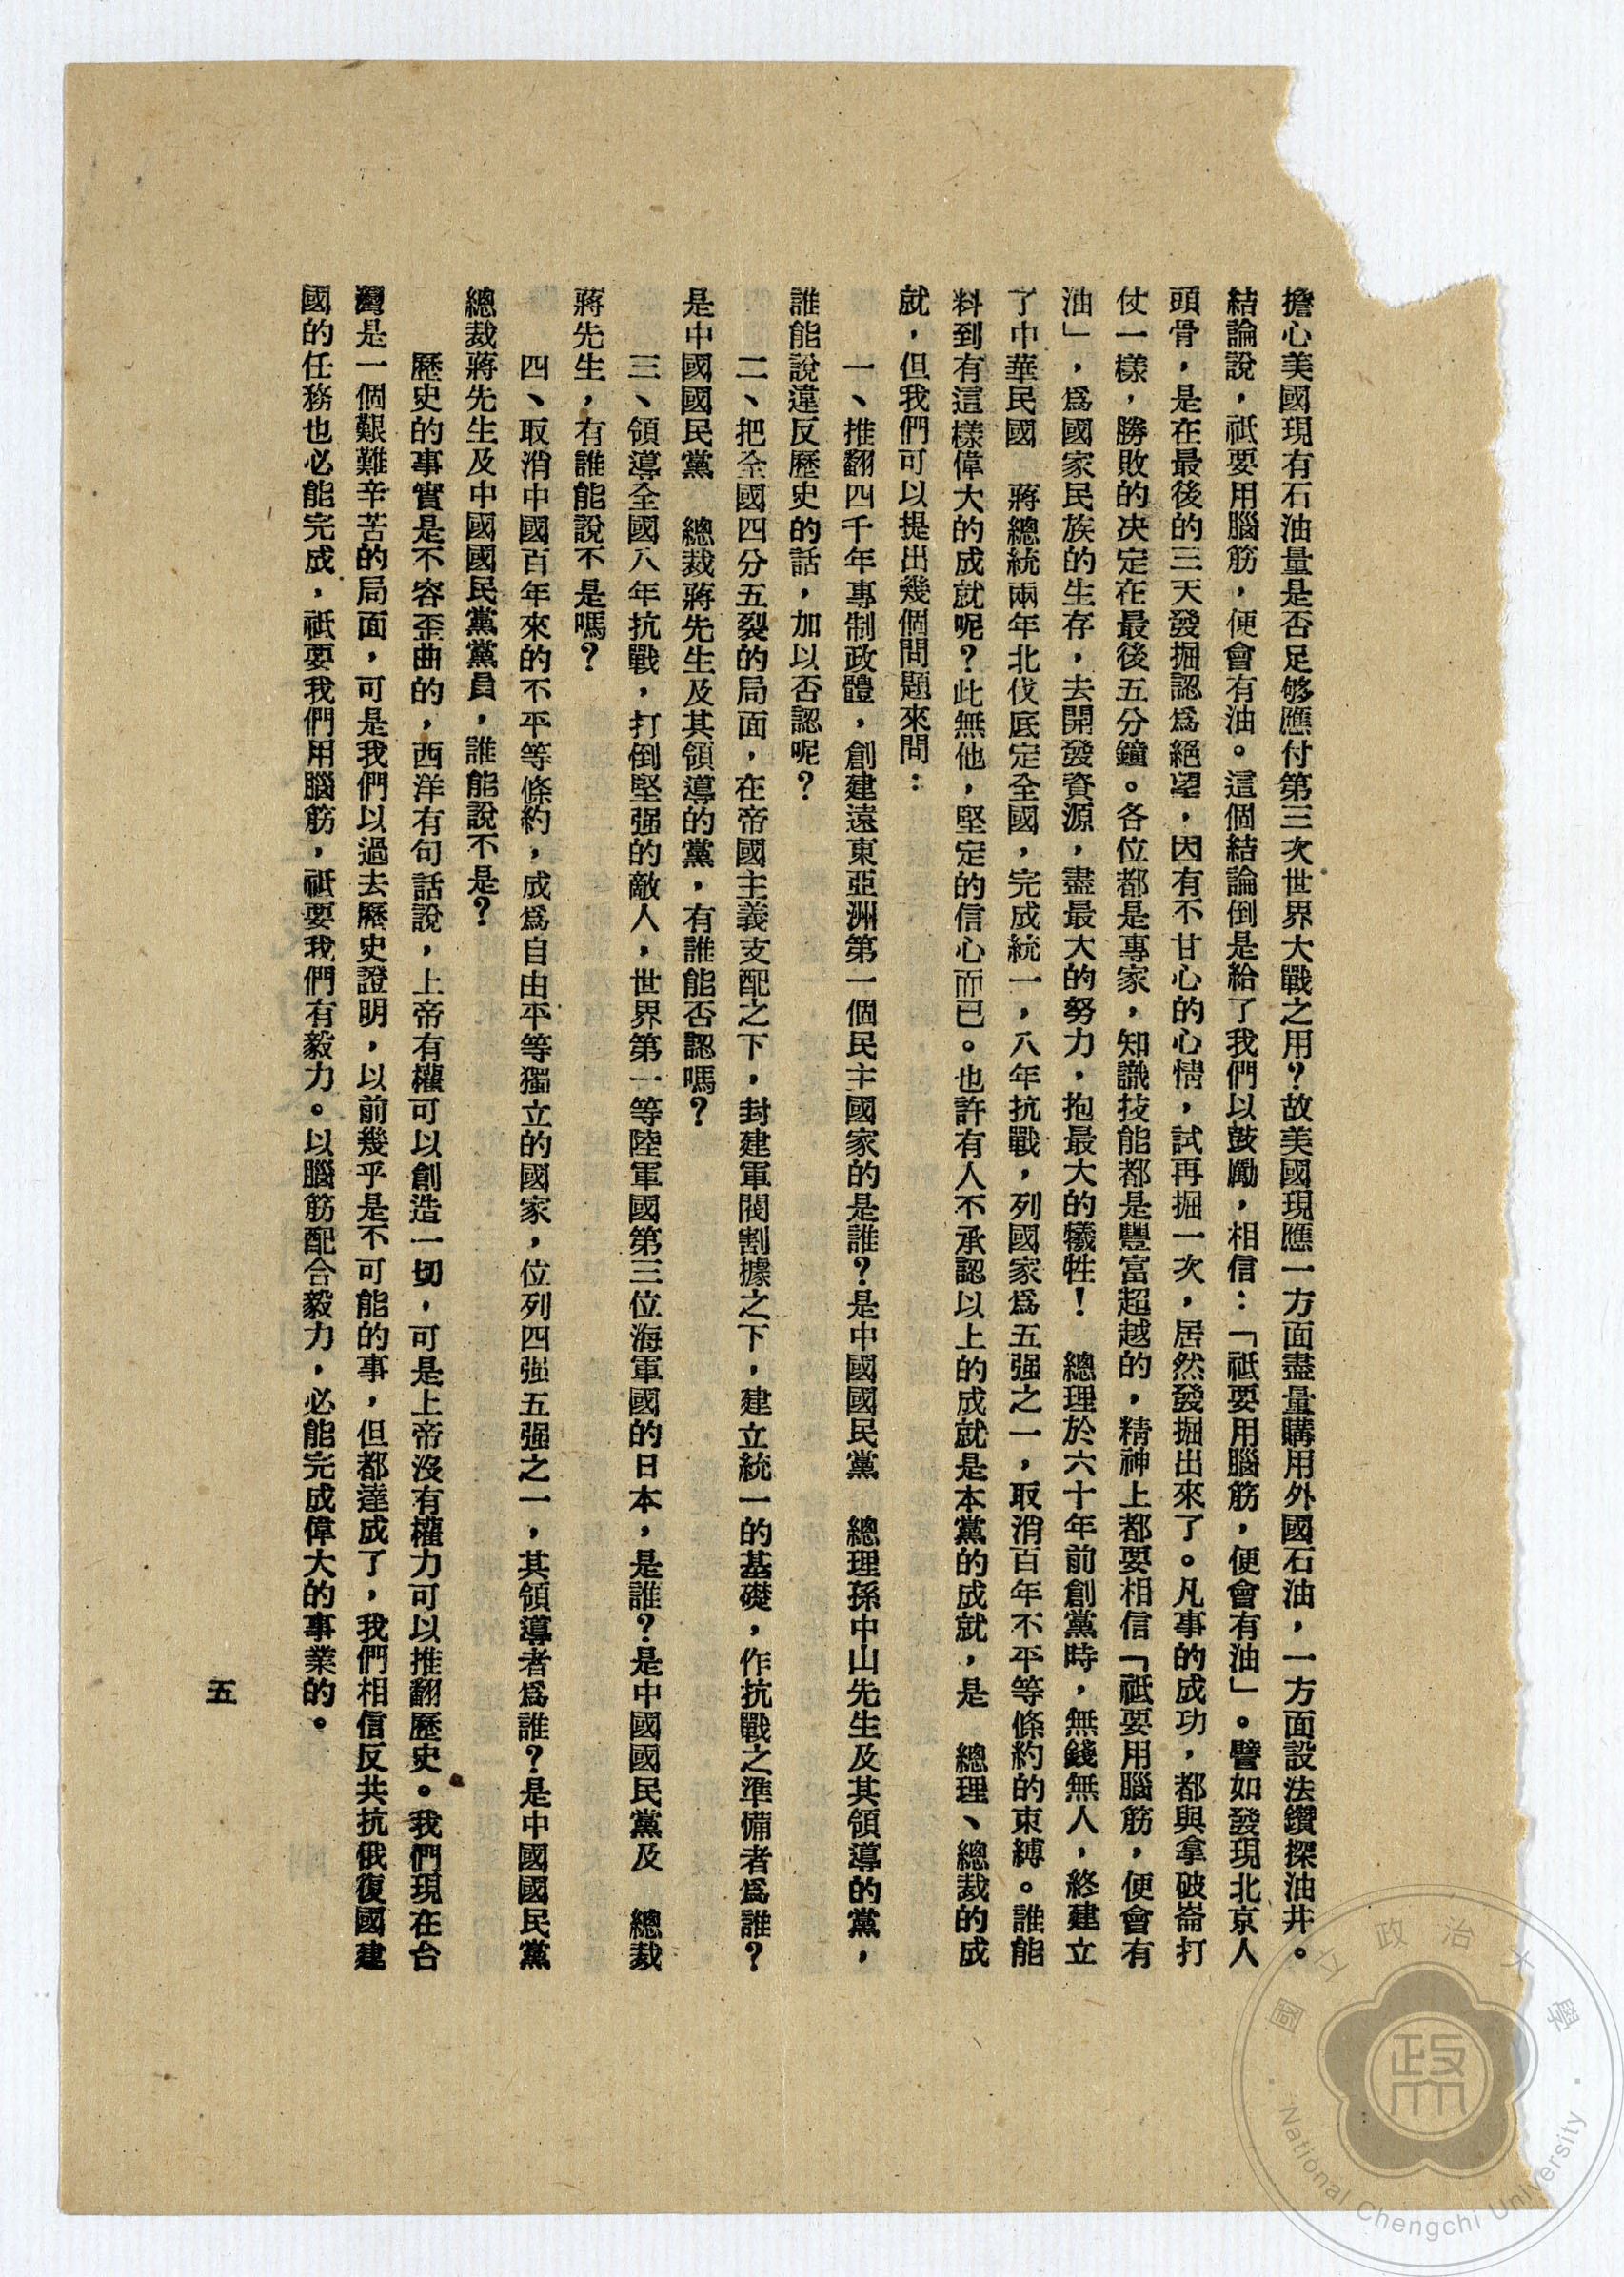 擔心美國現有石油量是否足够應付第三次世界大戰之用？故美國現應一方面盡量購用外國石油，一方面設法鑽探油井。
結論說，祗要用腦筋，便會有油。這個結論倒是給了我們以鼓勵，相信：「祗要用腦筋，便會有油」。譬如發現北京人
頭骨，是在最後的三天發掘認爲絕望，因有不甘心的心情，試再掘一次，居然發掘出來了。凡事的成功，都與拿破崙打
仗一樣，勝敗的决定在最後五分鐘。各位都是專家，知識技能都是豐富超越的，精神上都要相信「祗要用腦筋，便會有
油」，爲國家民族的生存，去開發資源，盡最大的努力，抱最大的犧牲！　總理於六十年前創黨時，無錢無人，終建立
了中華民國　蔣總統兩年北伐底定全國，完成統一，八年抗戰，列國家爲五强之一，取消百年不平等條約的束縛。誰能
料到有這樣偉大的成就呢？此無他，堅定的信心而已。也許有人不承認以上的成就是本黨的成就，是　總理、總裁的成
就，但我們可以提出幾個問題來問：
一、推翻四千年專制政體，創建遠東亞洲第一個民主國家的是誰？是中國國民黨　總理孫中山先生及其領導的黨，
誰能說違反歷史的話，加以否認呢？
二、把全國四分五裂的局面，在帝國主義支配之下，封建軍閥割據之下，建立統一的基礎，作抗戰之準備者爲誰？
是中國國民黨　總裁蔣先生及其領導的黨，有誰能否認嗎？
三、領導全國八年抗戰，打倒堅强的敵人，世界第一等陸軍國第三位海軍國的日本，是誰？是中國國民黨及　總裁
蔣先生，有誰能說不是嗎？
四、取消中國百年來的不平等條約，成爲自由平等獨立的國家，位列四强五强之一，其領導者爲誰？是中國國民黨
總裁蔣先生及中國國民黨黨員，誰能說不是？
歷史的事實是不容歪曲的，西洋有句話說，上帝有權可以創造一切，可是上帝沒有權力可以推翻歷史。我們現在台
灣是一個艱難辛苦的局面，可是我們以過去歷史證明，以前幾乎是不可能的事，但都達成了，我們相信反共抗俄復國建
國的任務也必能完成，祗要我們用腦筋，祗要我們有毅力。以腦筋配合毅力，必能完成偉大的事業的。
五
國立政治大學
政
National Chengchi University